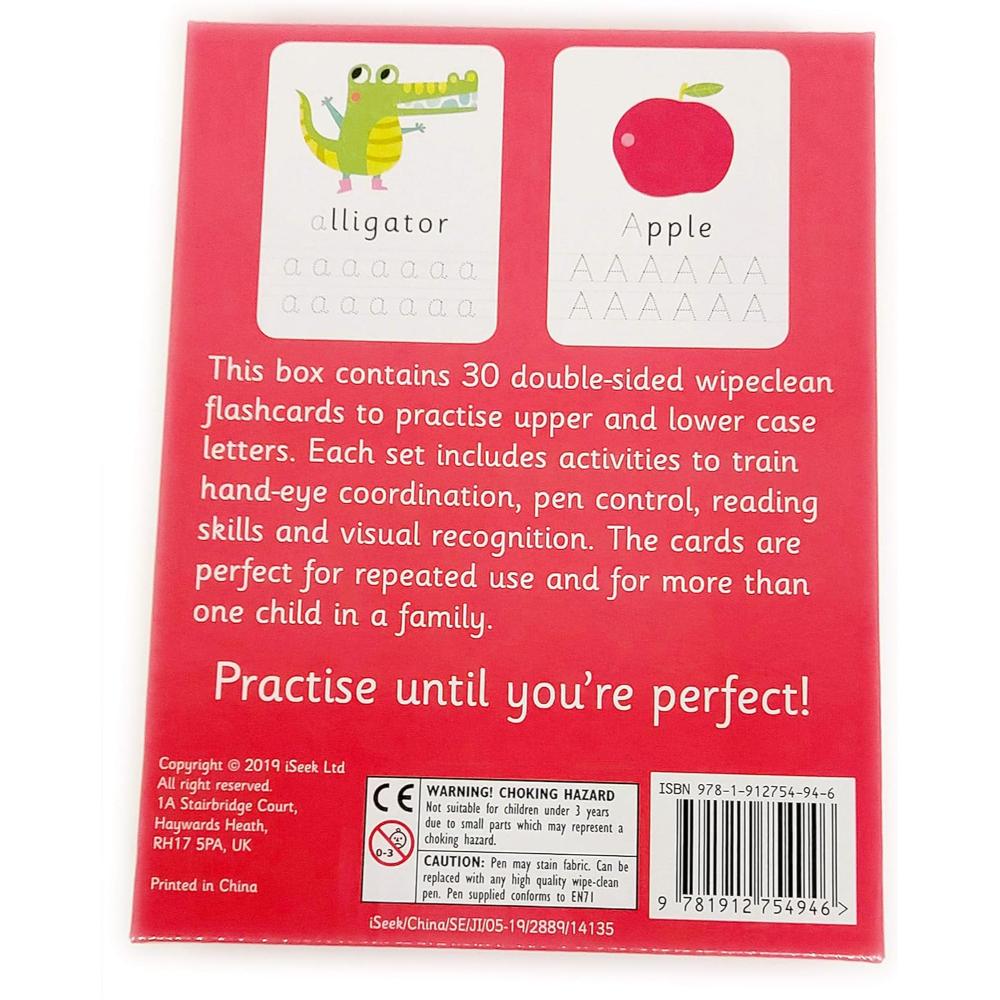 alligator
a a a a a a a
a a a a a a a
Apple
A A A A A A
A A A A A A
This box contains 30 double-sided wipeclean
flashcards to practise upper and lower case
letters. Each set includes activities to train
hand-eye coordination, pen control, reading
skills and visual recognition. The cards are
perfect for repeated use and for more than
one child in a family.
Practise until you're perfect!
Copyright © 2019 iSeek Ltd
All right reserved.
1A Stairbridge Court,
Haywards Heath,
RH17 5PA, UK
Printed in China
CE
0-3
WARNING! CHOKING HAZARD
Not suitable for children under 3 years
due to small parts which may represent a
choking hazard.
CAUTION: Pen may stain fabric. Can be
replaced with any high quality wipe-clean
pen. Pen supplied conforms to EN71
iSeek/China/SE/JI/05-19/2889/14135
ISBN 978-1-912754-94-6
9 781912 754946 >